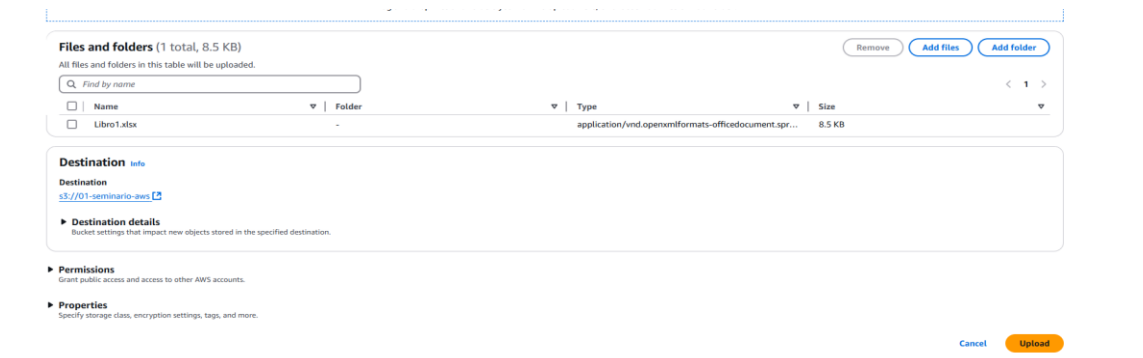 Files and folders (1 total, 8.5 KB)
Remove
Add files
Add folder
All files and folders in this table will be uploaded.
Find by name
1
Name Folder Type Size
Libro1.xlsx - application/vnd.openxmlformats-officedocument.spr... 8.5 KB
Destination Info
Destination
s3://01-seminario-aws
Destination details
Bucket settings that impact new objects stored in the specified destination.
Permissions
Grant public access and access to other AWS accounts.
Properties
Specify storage class, encryption settings, tags, and more.
Cancel
Upload